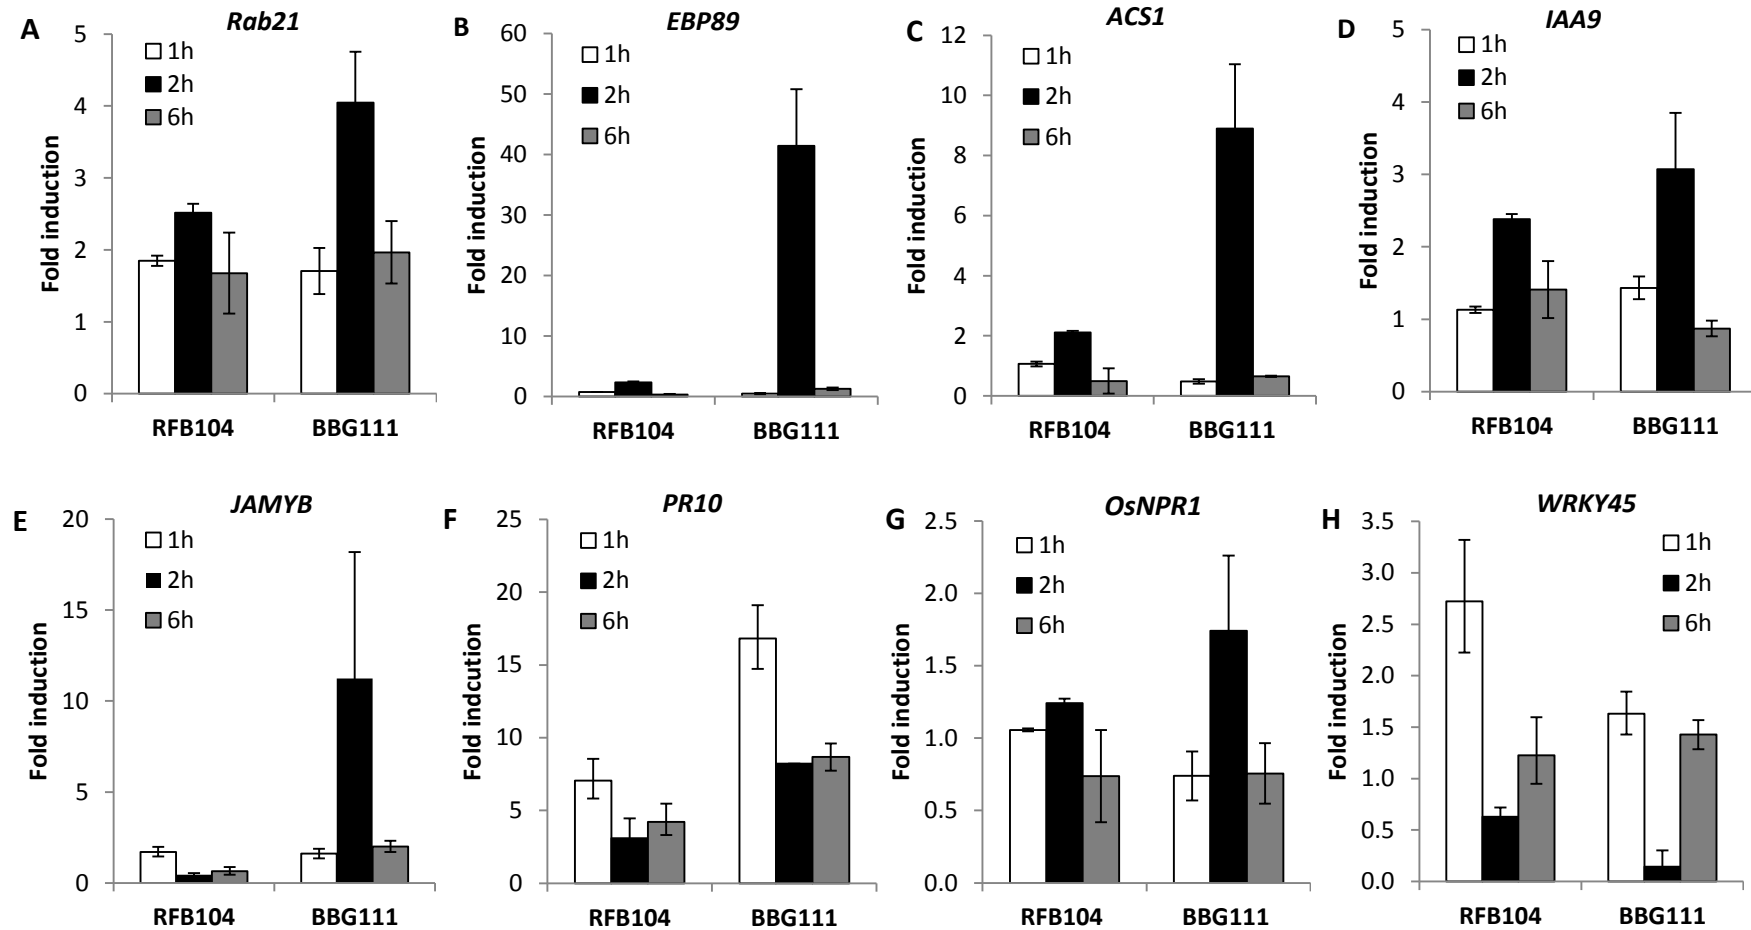 A
Rab21
5
4
3
2
1
0
Fold induction
1h
2h
6h
RFB104
BBG111
B
EBP89
60
50
40
30
20
10
0
Fold induction
1h
2h
6h
RFB104
BBG111
C
ACS1
12
10
8
6
4
2
0
Fold induction
1h
2h
6h
RFB104
BBG111
D
IAA9
5
4
3
2
1
0
Fold induction
1h
2h
6h
RFB104
BBG111
E
JAMYB
20
15
10
5
0
Fold induction
1h
2h
6h
RFB104
BBG111
F
PR10
25
20
15
10
5
0
Fold indcution
1h
2h
6h
RFB104
BBG111
G
OsNPR1
2.5
2.0
1.5
1.0
0.5
0.0
Fold induction
1h
2h
6h
RFB104
BBG111
H
WRKY45
3.5
3.0
2.5
2.0
1.5
1.0
0.5
0.0
Fold induction
1h
2h
6h
RFB104
BBG111